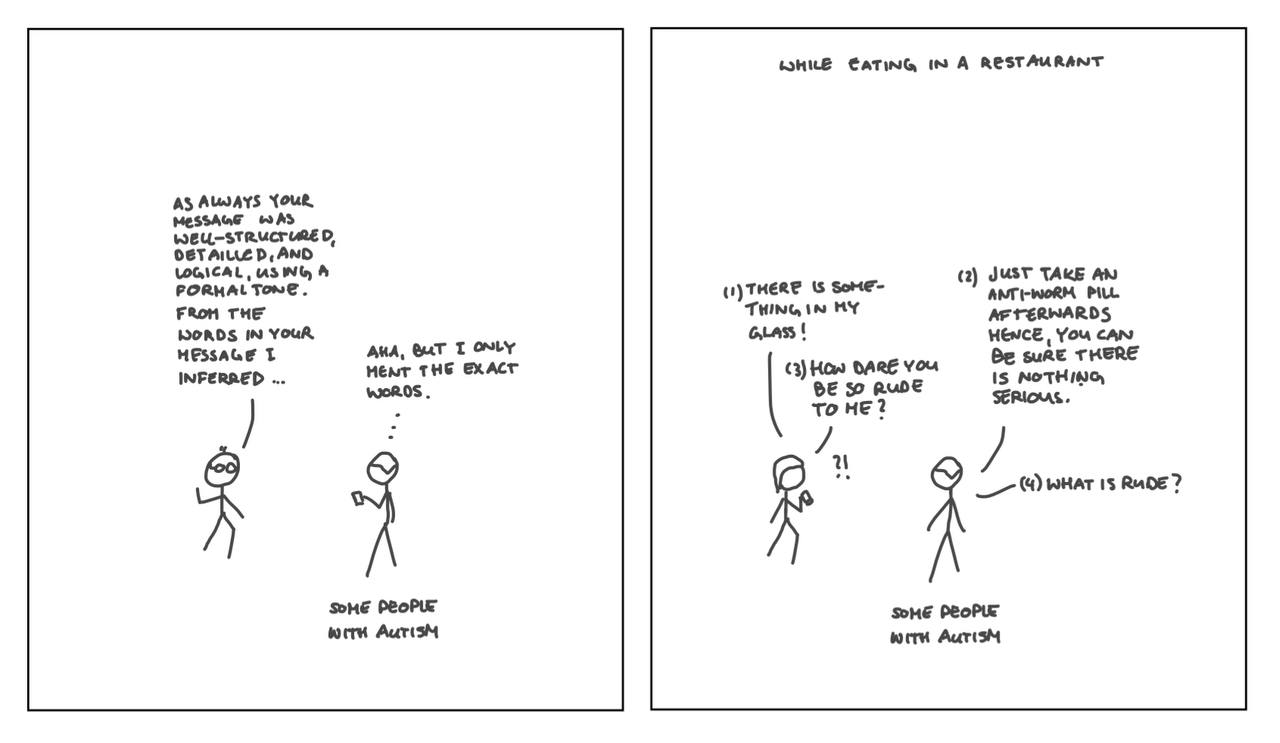 AS ALWAYS YOUR
MESSAGE WAS
WELL-STRUCTURED,
DETAILLED, AND
LOGICAL, USING A
FORMAL TONE.
FROM THE
WORDS IN YOUR
MESSAGE I
INFERRED ...
AHA, BUT I ONLY
MENT THE EXACT
WORDS.
SOME PEOPLE
WITH AUTISM
WHILE EATING IN A RESTAURANT
(1) THERE IS SOME-
THING IN MY
GLASS!
(2) JUST TAKE AN
ANTI-WORM PILL
AFTERWARDS
HENCE, YOU CAN
BE SURE THERE
IS NOTHING
SERIOUS.
(3) HOW DARE YOU
BE SO RUDE
TO ME?
?!
(4) WHAT IS RUDE?
SOME PEOPLE
WITH AUTISM